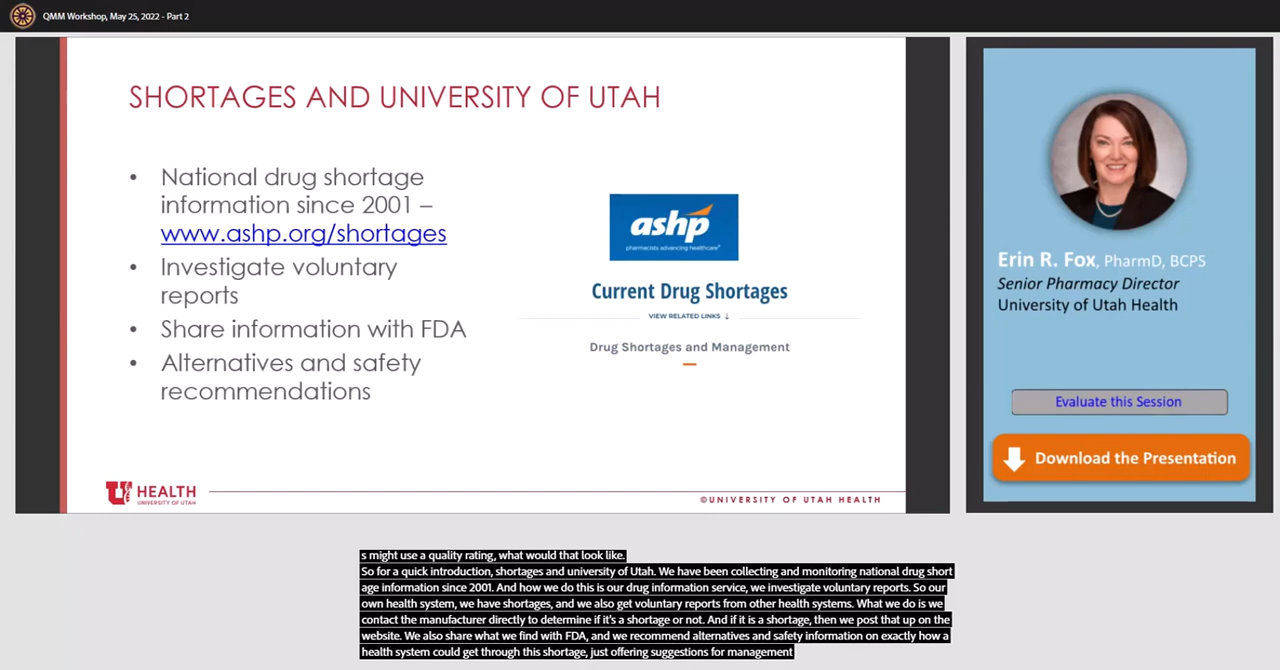 QMM Workshop, May 25, 2022 - Part 2
SHORTAGES AND UNIVERSITY OF UTAH
• National drug shortage
information since 2001 –
www.ashp.org/shortages
• Investigate voluntary
reports
• Share information with FDA
• Alternatives and safety
recommendations
ashp
pharmacists advancing healthcare®
Current Drug Shortages
VIEW RELATED LINKS ↓
Drug Shortages and Management
U HEALTH
UNIVERSITY OF UTAH
©UNIVERSITY OF UTAH HEALTH
Erin R. Fox, PharmD, BCPS
Senior Pharmacy Director
University of Utah Health
Evaluate this Session
Download the Presentation
s might use a quality rating, what would that look like.
So for a quick introduction, shortages and university of Utah. We have been collecting and monitoring national drug short
age information since 2001. And how we do this is our drug information service, we investigate voluntary reports. So our
own health system, we have shortages, and we also get voluntary reports from other health systems. What we do is we
contact the manufacturer directly to determine if it's a shortage or not. And if it is a shortage, then we post that up on the
website. We also share what we find with FDA, and we recommend alternatives and safety information on exactly how a
health system could get through this shortage, just offering suggestions for management